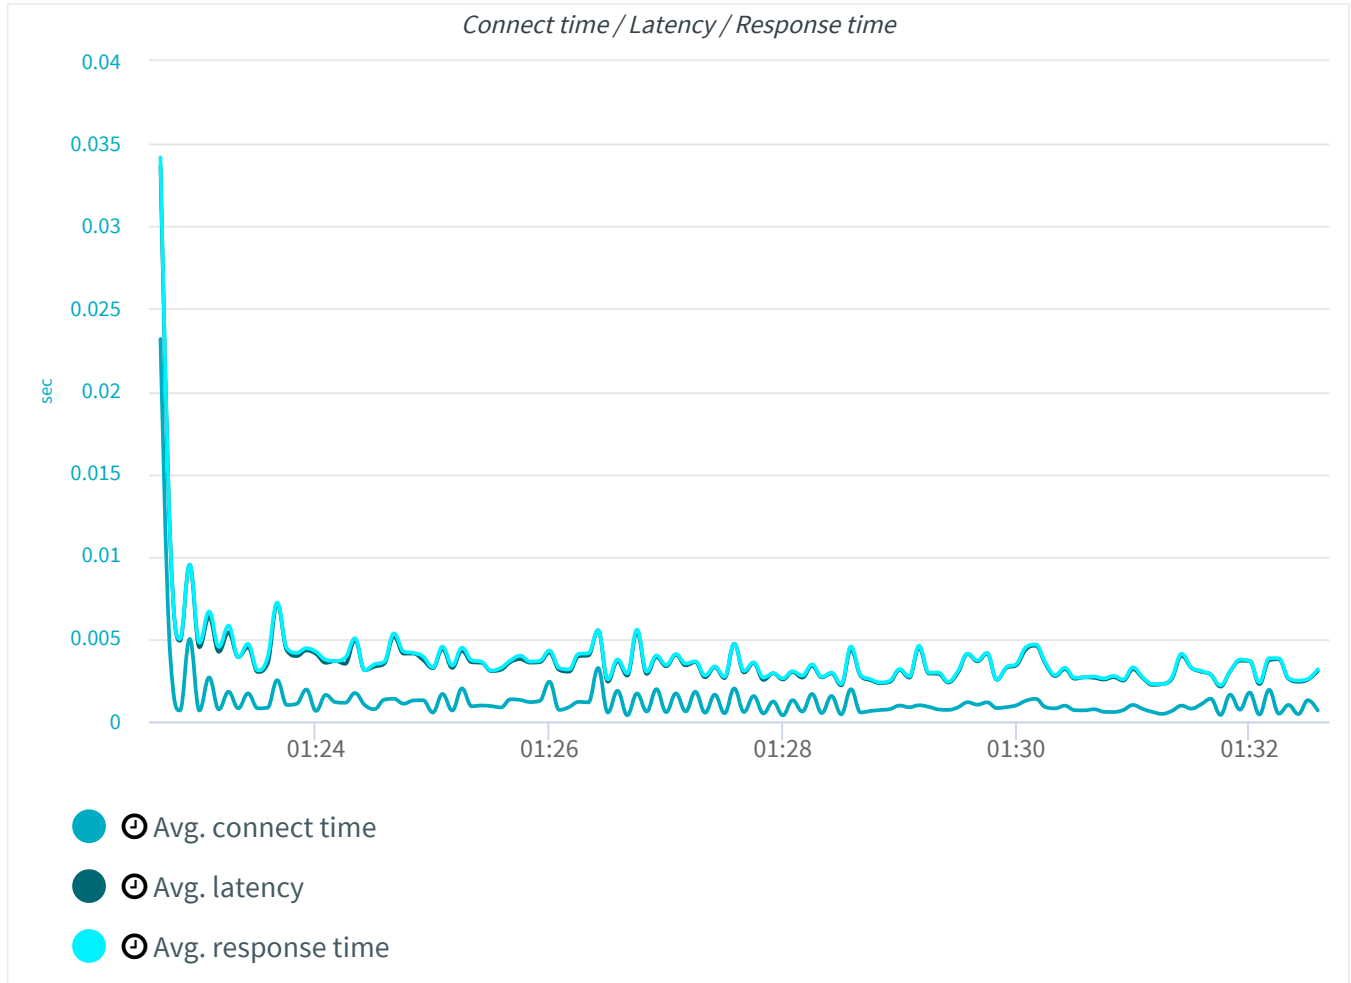 Connect time / Latency / Response time
0.04
0.035
0.03
0.025
0.02
0.015
0.01
0.005
0
sec
01:24 01:26 01:28 01:30 01:32
Avg. connect time
Avg. latency
Avg. response time